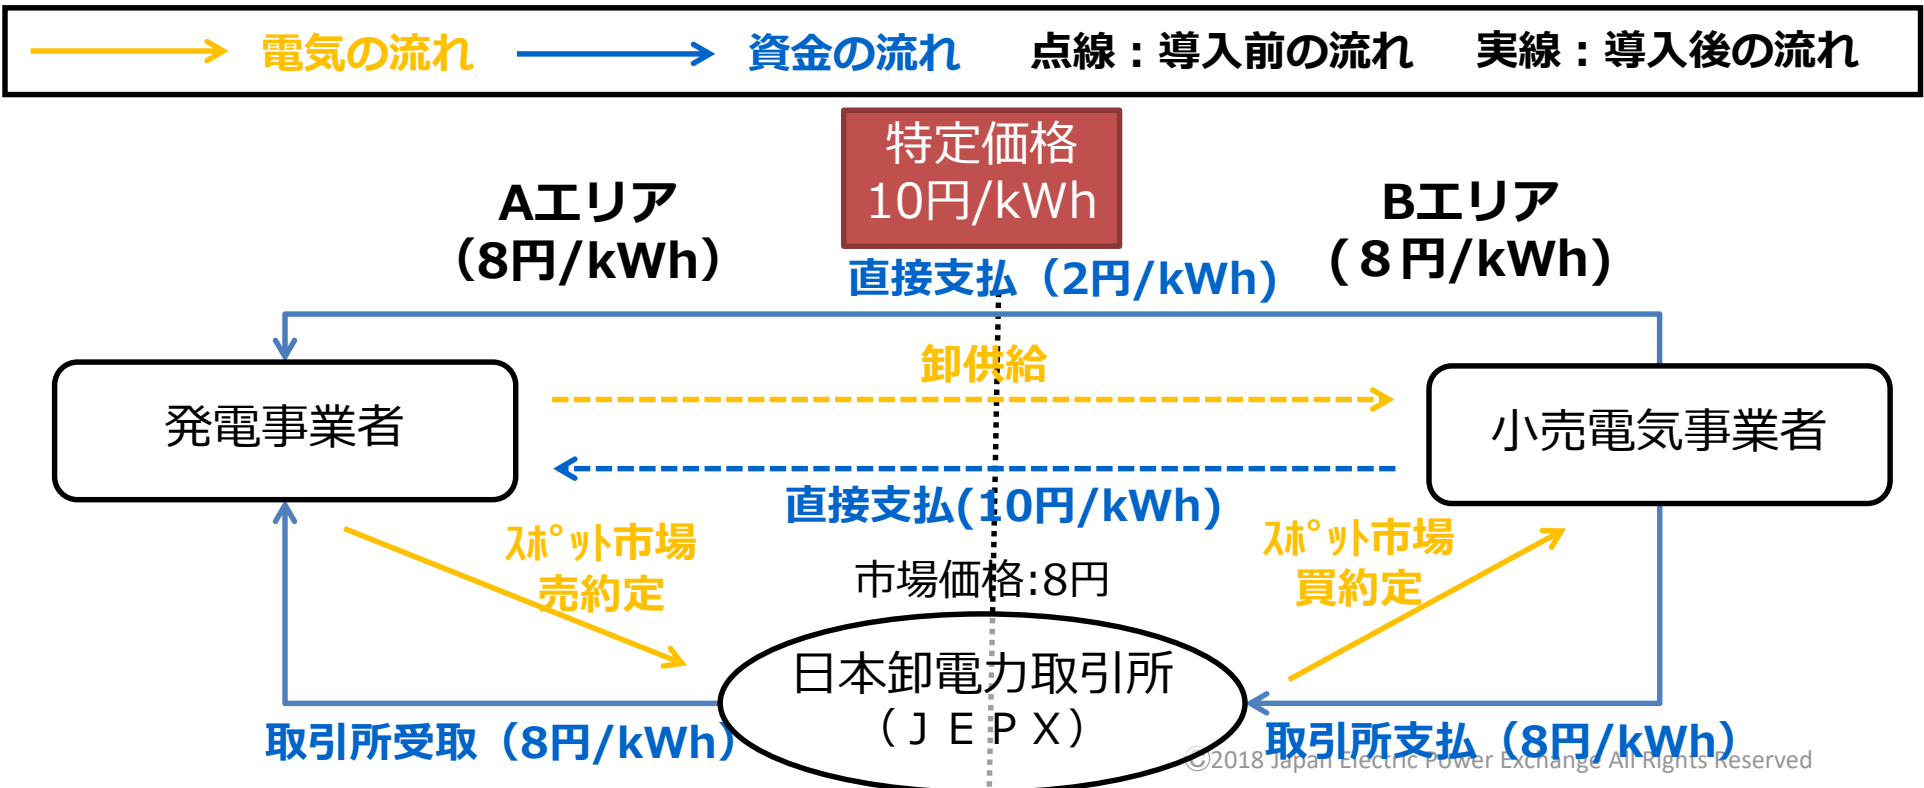 電気の流れ 資金の流れ 点線：導入前の流れ 実線：導入後の流れ
特定価格
10円/kWh
Aエリア
（8円/kWh）
Bエリア
(８円/kWh)
直接支払（2円/kWh)
卸供給
発電事業者
小売電気事業者
直接支払(10円/kWh)
ｽﾎﾟｯﾄ市場
売約定
ｽﾎﾟｯﾄ市場
買約定
市場価格:8円
日本卸電力取引所
（ＪＥＰＸ）
取引所受取（8円/kWh）
取引所支払（8円/kWh）
Ⓒ2018 Japan Electric Power Exchange All Rights Reserved